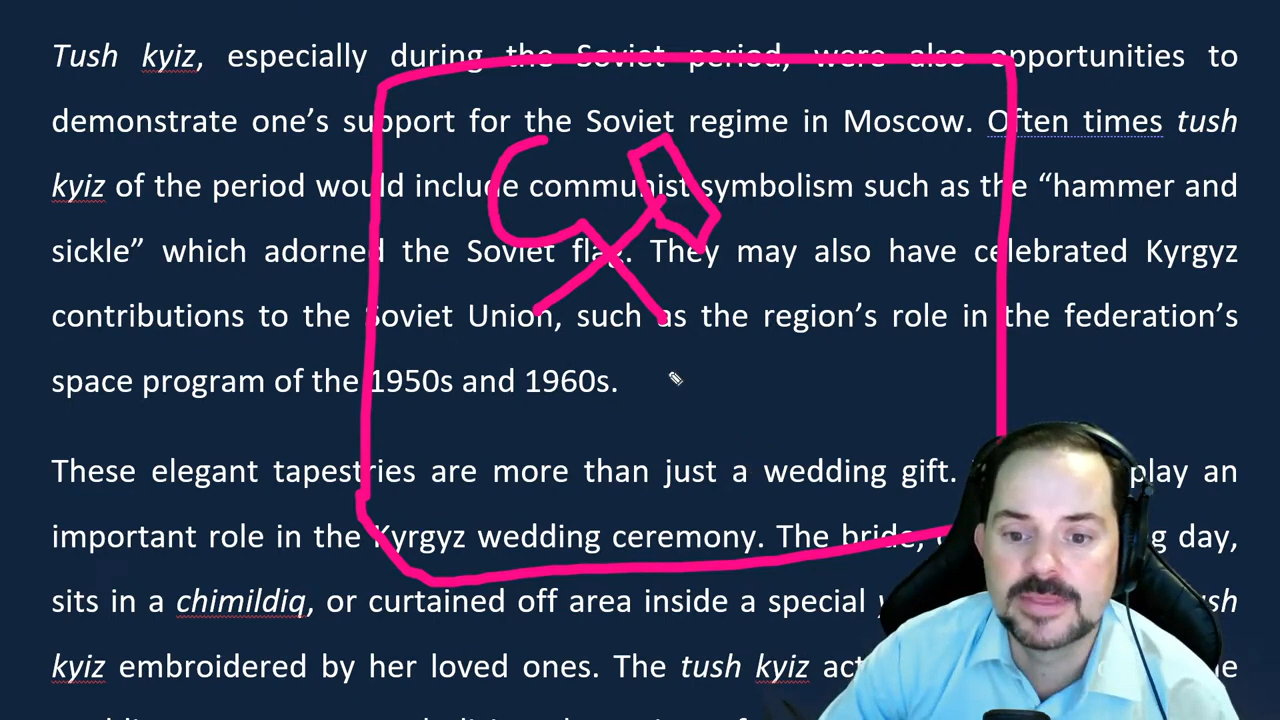 Tush kyiz, especially during the Soviet period, were also opportunities to
demonstrate one’s support for the Soviet regime in Moscow. Often times tush
kyiz of the period would include communist symbolism such as the “hammer and
sickle” which adorned the Soviet flag. They may also have celebrated Kyrgyz
contributions to the Soviet Union, such as the region’s role in the federation’s
space program of the 1950s and 1960s.
These elegant tapestries are more than just a wedding gift. play an
important role in the Kyrgyz wedding ceremony. The bride, day,
sits in a chimildiq, or curtained off area inside a special
kyiz embroidered by her loved ones. The tush kyiz